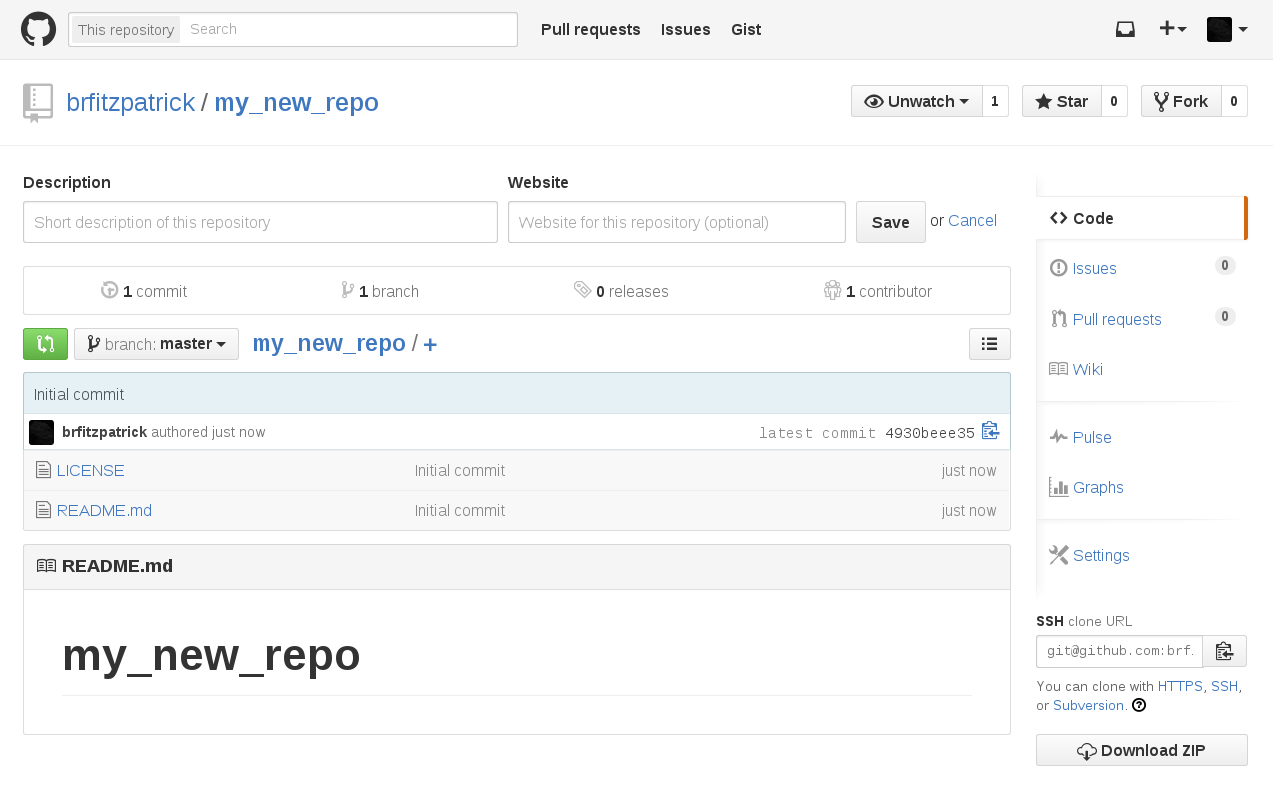 This repository Search Pull requests Issues Gist
brfitzpatrick / my_new_repo Unwatch 1 Star 0 Fork 0
Description Website
Short description of this repository Website for this repository (optional) Save or Cancel
1 commit 1 branch 0 releases 1 contributor
branch: master my_new_repo / +
Initial commit
brfitzpatrick authored just now latest commit 4930beee35
LICENSE Initial commit just now
README.md Initial commit just now
README.md
my_new_repo
Code
Issues 0
Pull requests 0
Wiki
Pulse
Graphs
Settings
SSH clone URL
git@github.com:brf.
You can clone with HTTPS, SSH,
or Subversion.
Download ZIP